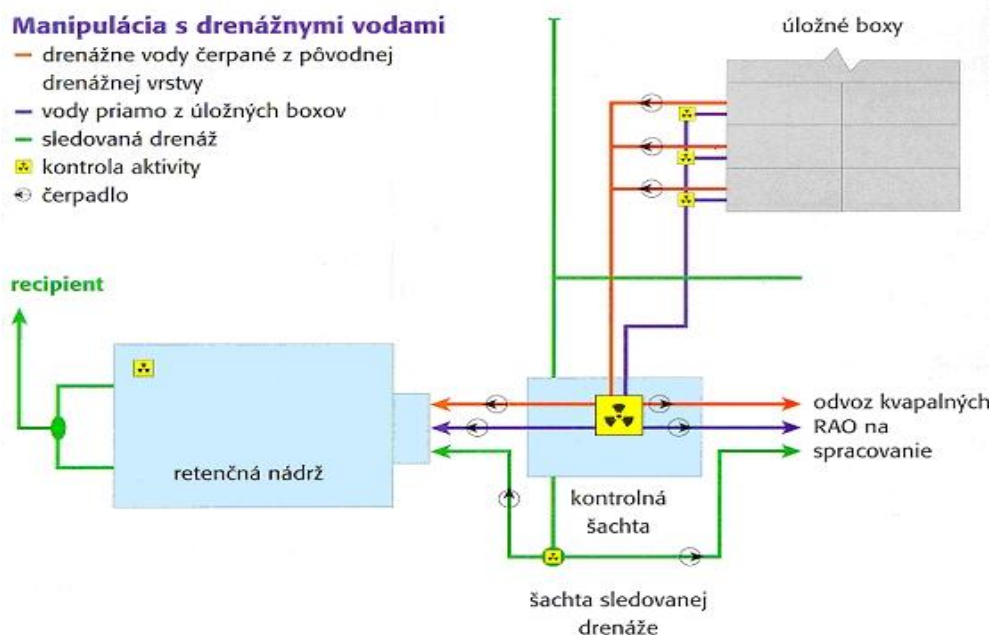 Manipulácia s drenážnymi vodami
drenážne vody čerpané z pôvodnej
drenážnej vrstvy
vody priamo z úložných boxov
sledovaná drenáž
kontrola aktivity
čerpadlo
úložné boxy
recipient
retenčná nádrž
kontrolná
šachta
odvoz kvapalných
RAO na
spracovanie
šachta sledovanej
drenáže